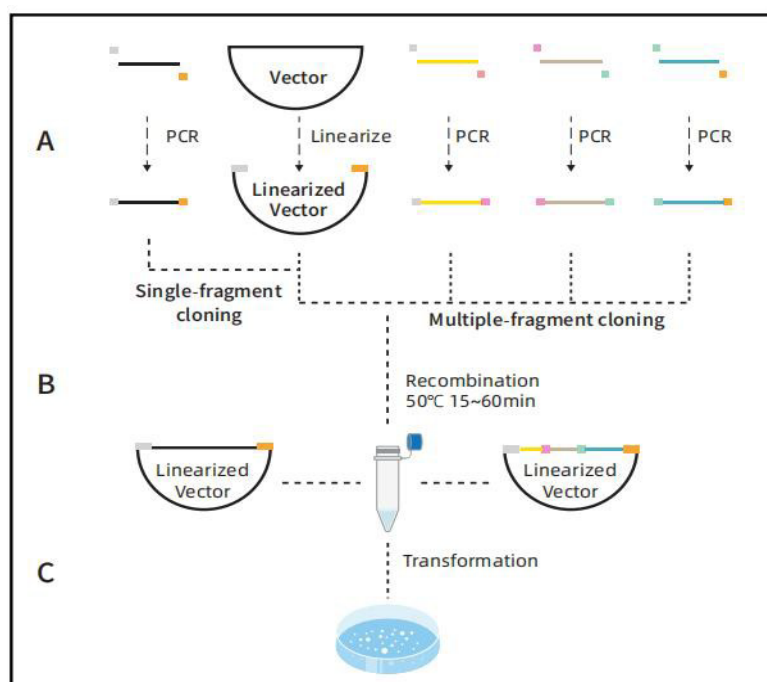 Vector
A
PCR
Linearize
PCR
PCR
PCR
Linearized
Vector
Single-fragment
cloning
Multiple-fragment cloning
B
Recombination
50℃ 15~60min
Linearized
Vector
Linearized
Vector
Transformation
C